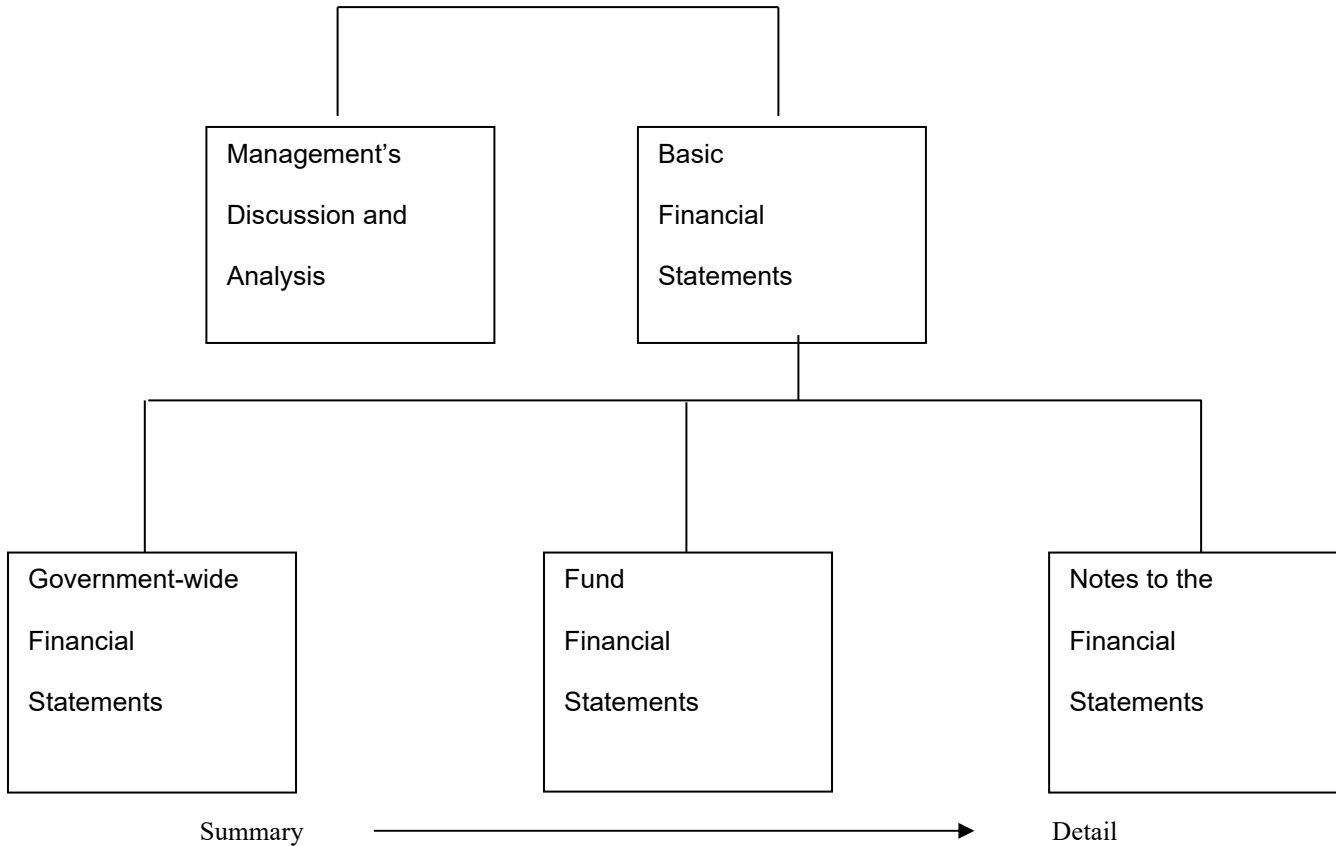 Management’s
Discussion and
Analysis
Basic
Financial
Statements
Government-wide
Financial
Statements
Fund
Financial
Statements
Notes to the
Financial
Statements
Summary
Detail